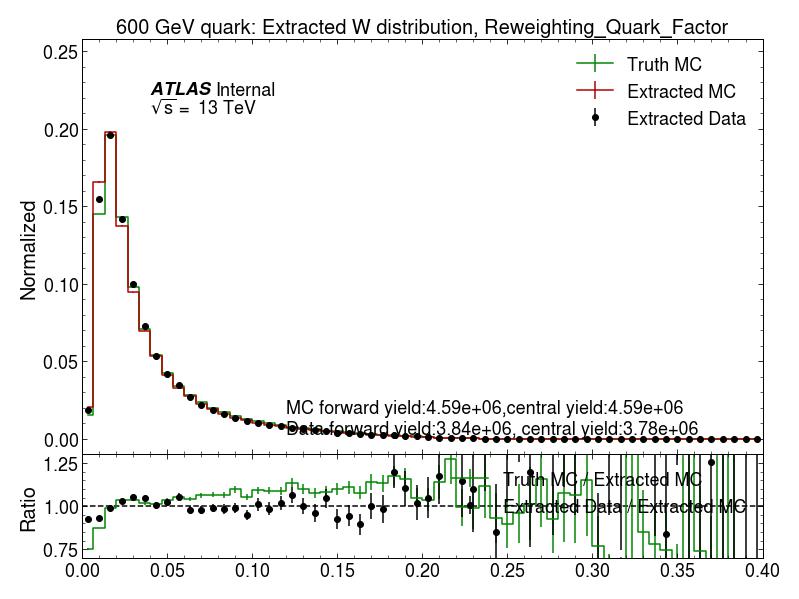 600 GeV quark: Extracted W distribution, Reweighting_Quark_Factor
0.25
0.20
0.15
0.10
0.05
0.00
Normalized
ATLAS Internal
√s = 13 TeV
Truth MC
Extracted MC
Extracted Data
MC forward yield:4.59e+06,central yield:4.59e+06
Data forward yield:3.84e+06, central yield:3.78e+06
1.25
1.00
0.75
Ratio
Truth MC / Extracted MC
Extracted Data / Extracted MC
0.00 0.05 0.10 0.15 0.20 0.25 0.30 0.35 0.40